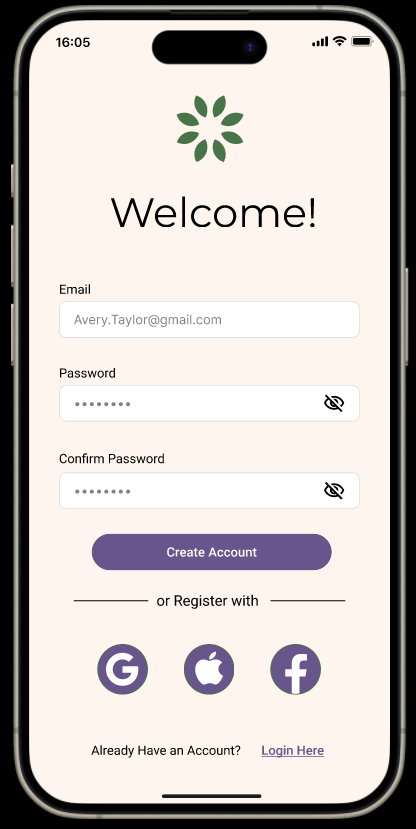 16:05
Welcome!
Email
Avery.Taylor@gmail.com
Password
••••••••
Confirm Password
••••••••
Create Account
or Register with
Already Have an Account? Login Here